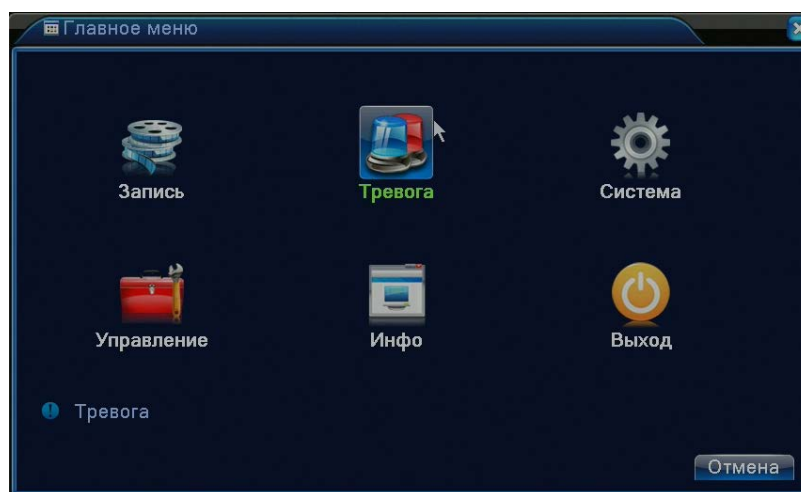 Главное меню
Запись
Тревога
Система
Управление
Инфо
Выход
Тревога
Отмена